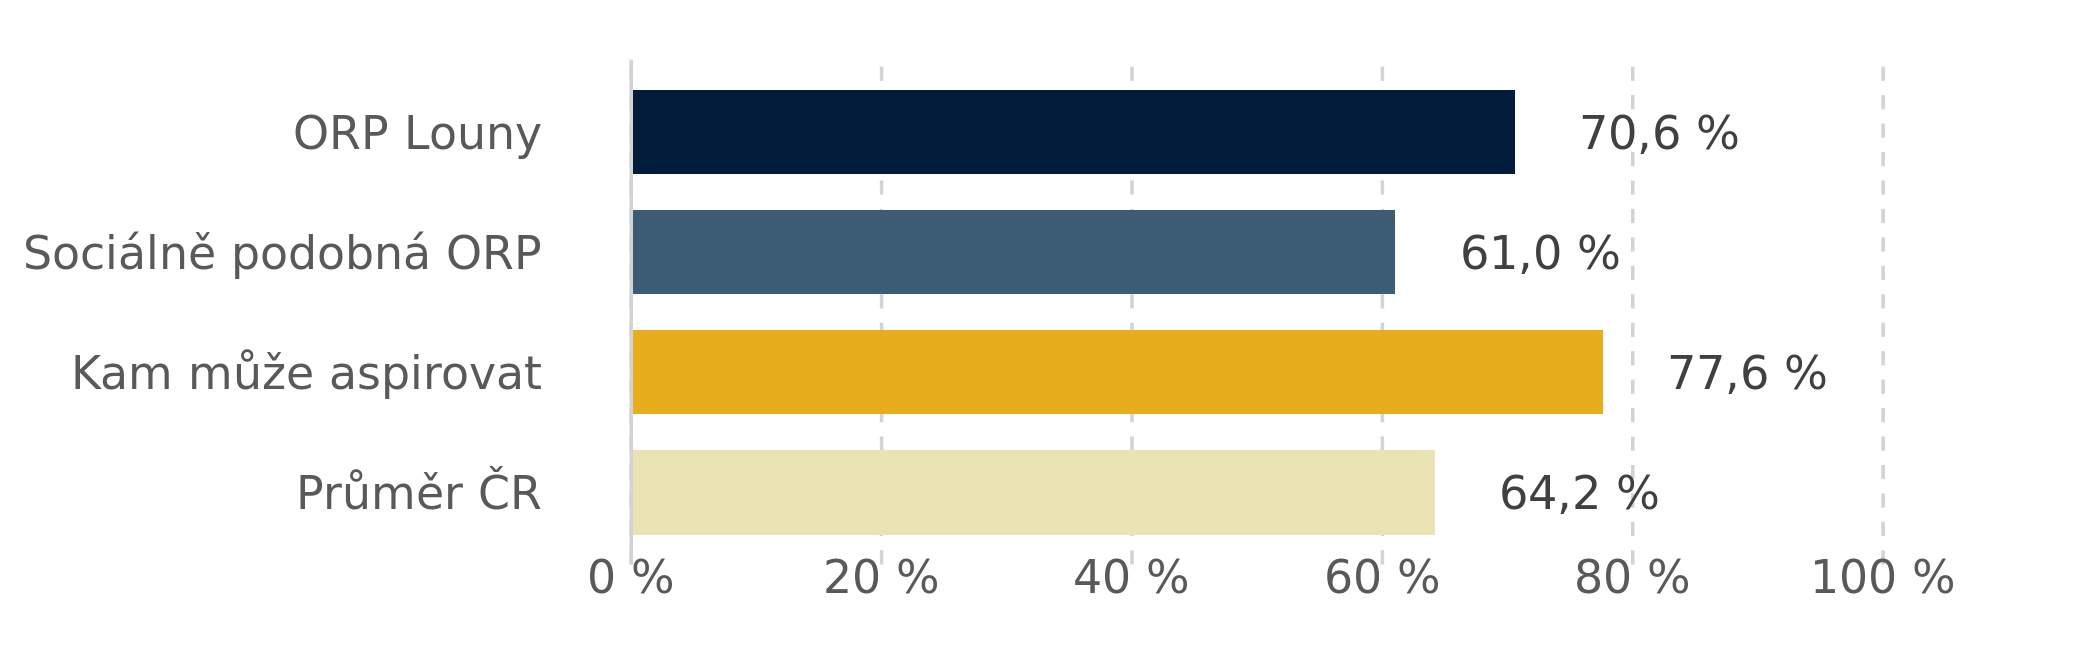 ORP Louny
70,6 %
Sociálně podobná ORP
61,0 %
Kam může aspirovat
77,6 %
Průměr ČR
64,2 %
0 % 20 % 40 % 60 % 80 % 100 %